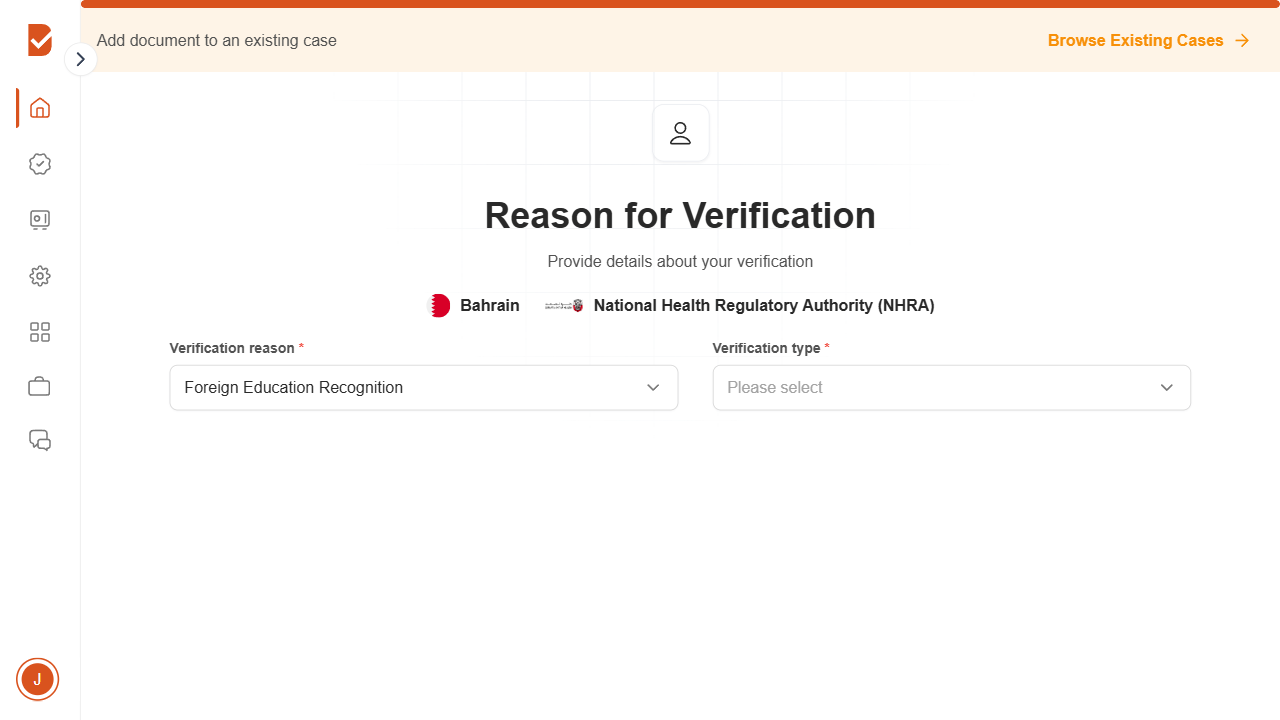 Add document to an existing case
Browse Existing Cases
Reason for Verification
Provide details about your verification
Bahrain
National Health Regulatory Authority (NHRA)
Verification reason *
Verification type *
Foreign Education Recognition
Please select
J